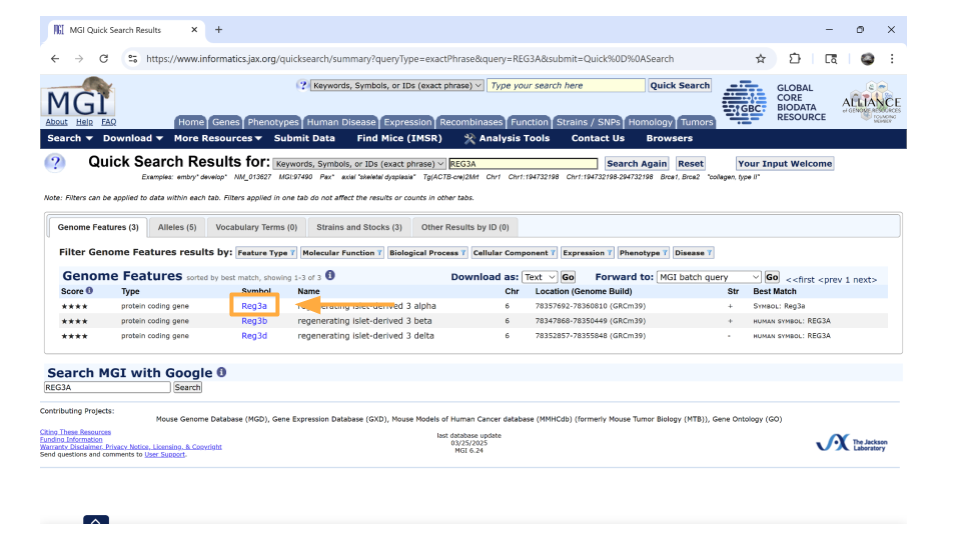 MGI Quick Search Results
https://www.informatics.jax.org/quicksearch/summary?queryType=exactPhrase&query=REG3A&submit=Quick%0D%0ASearch
MGI
About Help FAQ
Keywords, Symbols, or IDs (exact phrase) Type your search here Quick Search
Home Genes Phenotypes Human Disease Expression Recombinases Function Strains / SNPs Homology Tumors
GBC GLOBAL CORE BIODATA RESOURCE
ALLIANCE of GENOME RESOURCES FOUNDING MEMBER
Search Download More Resources Submit Data Find Mice (IMSR) Analysis Tools Contact Us Browsers
? Quick Search Results for: Keywords, Symbols, or IDs (exact phrase) REG3A Search Again Reset Your Input Welcome
Examples: embry* develop* NM_013627 MGI:97490 Pax* axial "skeletal dysplasia" Tg(ACTB-cre)2Mrt Chr1 Chr1:194732198 Chr1:194732198-294732198 Brca1, Brca2 "collagen, type II"
Note: Filters can be applied to data within each tab. Filters applied in one tab do not affect the results or counts in other tabs.
Genome Features (3) Alleles (5) Vocabulary Terms (0) Strains and Stocks (3) Other Results by ID (0)
Filter Genome Features results by: Feature Type Molecular Function Biological Process Cellular Component Expression Phenotype Disease
Genome Features sorted by best match, showing 1-3 of 3 Download as: Text Go Forward to: MGI batch query Go <<first <prev 1 next>
Score Type Symbol Name Chr Location (Genome Build) Str Best Match
★★★★ protein coding gene Reg3a regenerating islet-derived 3 alpha 6 78357692-78360810 (GRCm39) + Symbol: Reg3a
★★★★ protein coding gene Reg3b regenerating islet-derived 3 beta 6 78347868-78350449 (GRCm39) + human symbol: REG3A
★★★★ protein coding gene Reg3d regenerating islet-derived 3 delta 6 78352857-78355848 (GRCm39) - human symbol: REG3A
Search MGI with Google
REG3A Search
Contributing Projects:
Mouse Genome Database (MGD), Gene Expression Database (GXD), Mouse Models of Human Cancer database (MMHCdb) (formerly Mouse Tumor Biology (MTB)), Gene Ontology (GO)
Citing These Resources
Funding Information
Warranty Disclaimer, Privacy Notice, Licensing, & Copyright
Send questions and comments to User Support.
last database update
03/25/2025
MGI 6.24
The Jackson
Laboratory